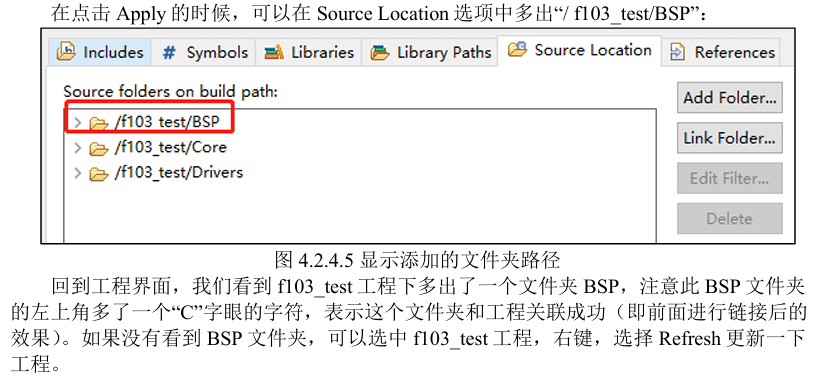 在点击 Apply 的时候，可以在 Source Location 选项中多出“/ f103_test/BSP”：
Includes
# Symbols
Libraries
Library Paths
Source Location
References
Source folders on build path:
/f103_test/BSP
/f103_test/Core
/f103_test/Drivers
Add Folder...
Link Folder...
Edit Filter...
Delete
图 4.2.4.5 显示添加的文件夹路径
回到工程界面，我们看到 f103_test 工程下多出了一个文件夹 BSP，注意此 BSP 文件夹
的左上角多了一个“C”字眼的字符，表示这个文件夹和工程关联成功（即前面进行链接后的
效果）。如果没有看到 BSP 文件夹，可以选中 f103_test 工程，右键，选择 Refresh 更新一下
工程。